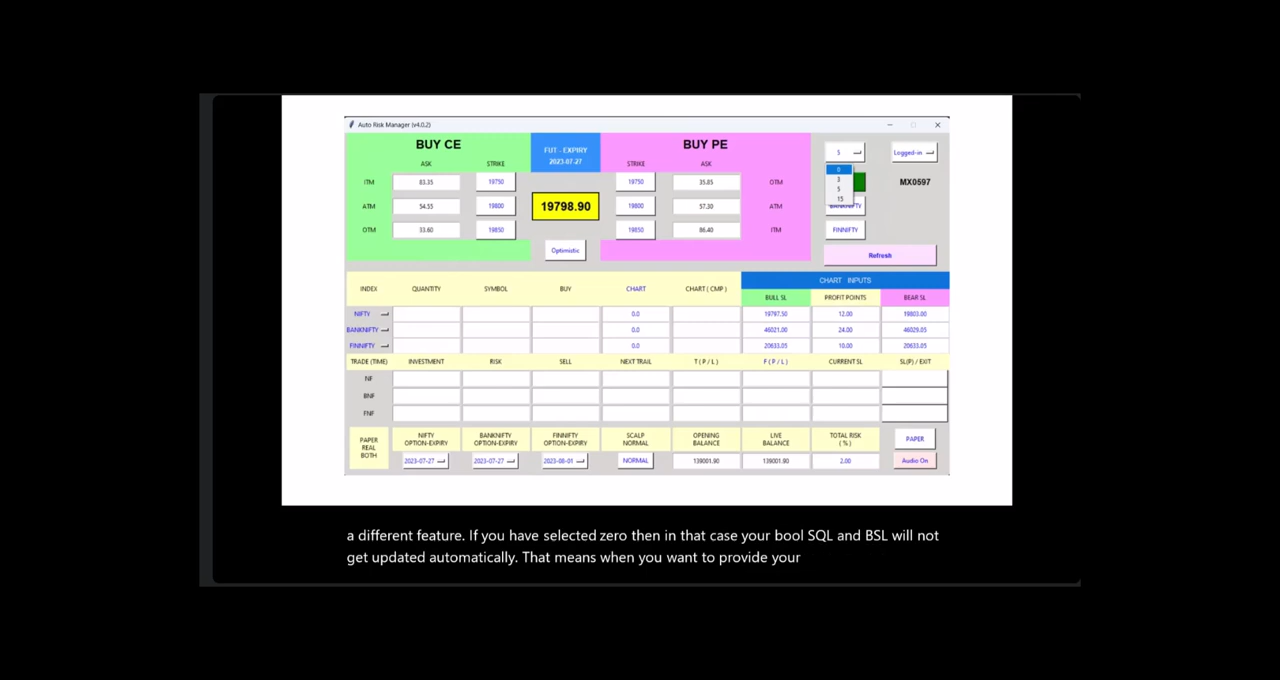 Auto Risk Manager (v4.0.2)
BUY CE
FUT - EXPIRY
2023-07-27
BUY PE
5
Logged-in
ASK STRIKE STRIKE ASK
0
3
5
15
ITM 83.35 19750 19750 35.85 OTM MX0597
ATM 54.55 19800 19798.90 19800 57.30 ATM BANKNIFTY
OTM 33.60 19850 19850 86.40 ITM FINNIFTY
Optimistic
Refresh
CHART INPUTS
INDEX QUANTITY SYMBOL BUY CHART CHART ( CMP ) BULL SL PROFIT POINTS BEAR SL
NIFTY 0.0 19787.50 12.00 19803.00
BANKNIFTY 0.0 46021.00 24.00 46029.05
FINNIFTY 0.0 20633.05 10.00 20633.05
TRADE (TIME) INVESTMENT RISK SELL NEXT TRAIL T ( P / L ) F ( P / L ) CURRENT SL SL(P) / EXIT
NF
BNF
FNF
PAPER
REAL
BOTH
NIFTY
OPTION-EXPIRY
BANKNIFTY
OPTION-EXPIRY
FINNIFTY
OPTION-EXPIRY
SCALP
NORMAL
OPENING
BALANCE
LIVE
BALANCE
TOTAL RISK
( % )
PAPER
2023-07-27 2023-07-27 2023-08-01 NORMAL 139001.90 139001.90 2.00 Audio On
a different feature. If you have selected zero then in that case your bool SQL and BSL will not
get updated automatically. That means when you want to provide your